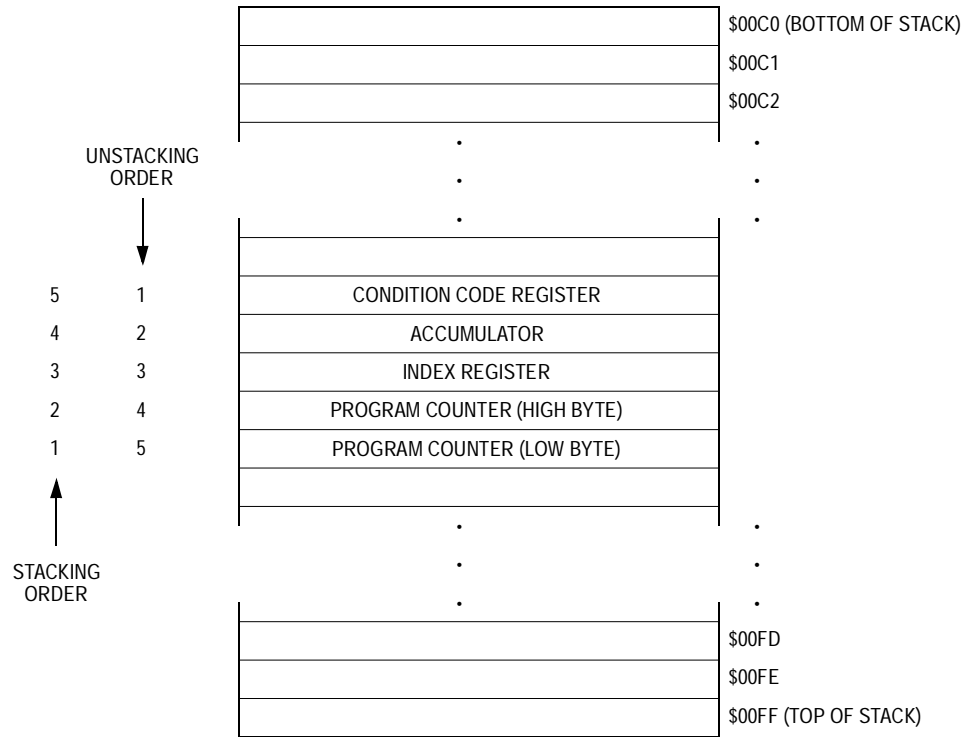 $00C0 (BOTTOM OF STACK)
$00C1
$00C2
UNSTACKING
ORDER
5 1 CONDITION CODE REGISTER
4 2 ACCUMULATOR
3 3 INDEX REGISTER
2 4 PROGRAM COUNTER (HIGH BYTE)
1 5 PROGRAM COUNTER (LOW BYTE)
STACKING
ORDER
$00FD
$00FE
$00FF (TOP OF STACK)